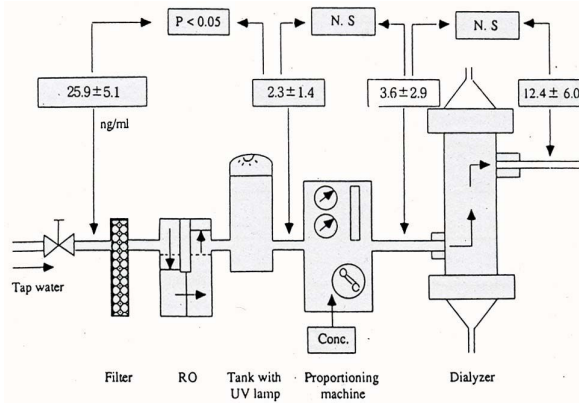 P < 0.05
N. S
N. S
25.9±5.1
2.3±1.4
3.6±2.9
12.4± 6.0
ng/ml
Tap water
Conc.
Filter
RO
Tank with
UV lamp
Proportioning
machine
Dialyzer